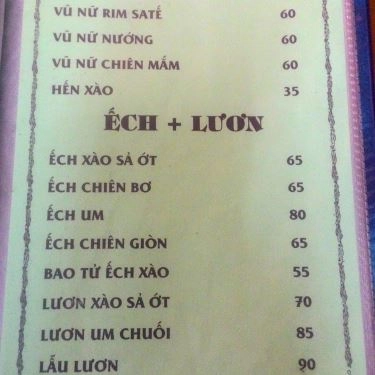 VŨ NỮ RIM SATẾ 60
VŨ NỮ NƯỚNG 60
VŨ NỮ CHIÊN MẮM 60
HẾN XÀO 35
ẾCH + LƯƠN
ẾCH XÀO SẢ ỚT 65
ẾCH CHIÊN BƠ 65
ẾCH UM 80
ẾCH CHIÊN GIÒN 65
BAO TỬ ẾCH XÀO 55
LƯƠN XÀO SẢ ỚT 70
LƯƠN UM CHUỐI 85
LẨU LƯƠN 90